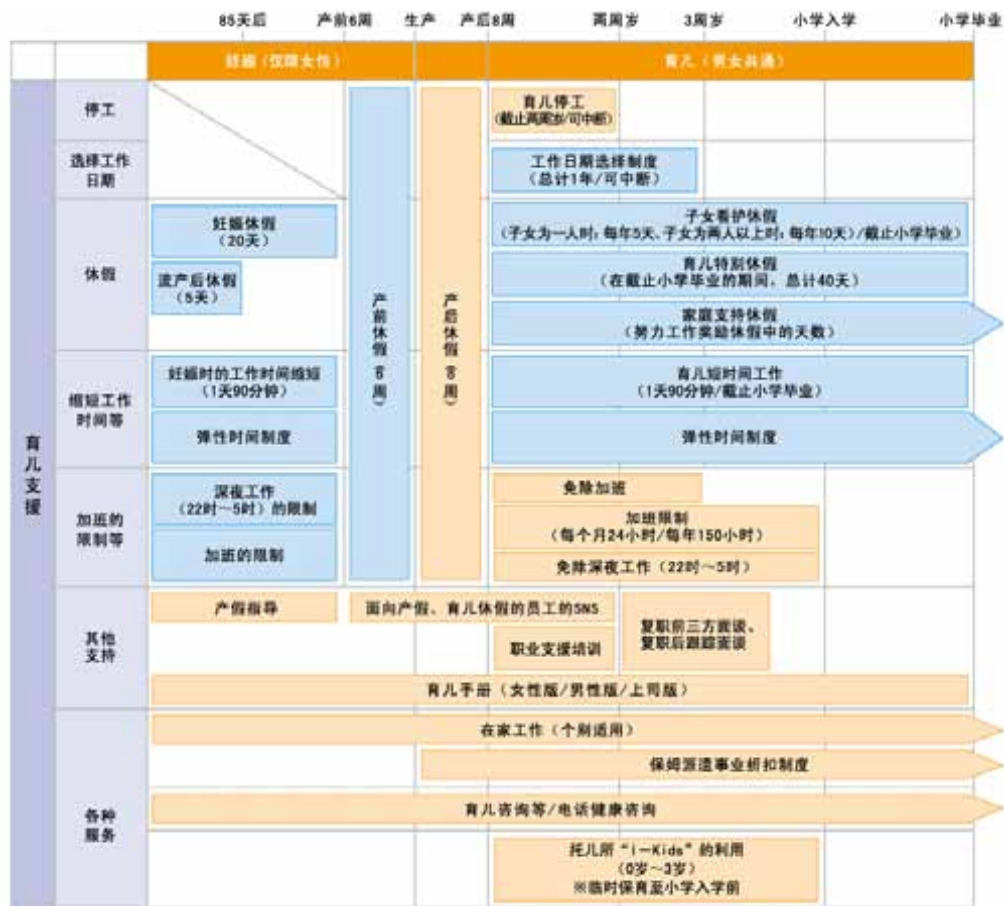 85天后 产前6周 生产 产后8周 两周岁 3周岁 小学入学 小学毕业
妊娠(仅限女性) 育儿(男女共通)
育儿支援
停工
育儿停工
(截止两周岁/可中断)
选择工作
日期
工作日期选择制度
(总计1年/可中断)
产前休假(6周)
产后休假(8周)
休假
妊娠休假
(20天)
流产后休假
(5天)
子女看护休假
(子女为一人时:每年5天、子女为两人以上时:每年10天)/截止小学毕业)
育儿特别休假
(在截止小学毕业的期间,总计40天)
家庭支持休假
(努力工作奖励休假中的天数)
缩短工作
时间等
妊娠时的工作时间缩短
(1天90分钟)
弹性时间制度
育儿短时间工作
(1天90分钟/截止小学毕业)
弹性时间制度
加班的
限制等
深夜工作
(22时~5时)的限制
加班的限制
免除加班
加班限制
(每个月24小时/每年150小时)
免除深夜工作(22时~5时)
其他
支持
产假指导
面向产假、育儿休假的员工的SNS
职业支援培训
复职前三方面谈、
复职后跟踪面谈
育儿手册(女性版/男性版/上司版)
各种
服务
在家工作(个别适用)
保姆派遣事业折扣制度
育儿咨询等/电话健康咨询
托儿所“I-Kids”的利用
(0岁~3岁)
※临时保育至小学入学前